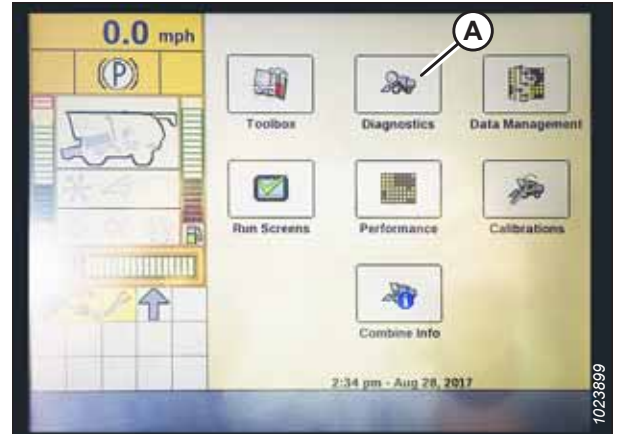 0.0 mph
A
(P)
Toolbox
Diagnostics
Data Management
Run Screens
Performance
Calibrations
Combine Info
2:34 pm - Aug 28, 2017
1023899